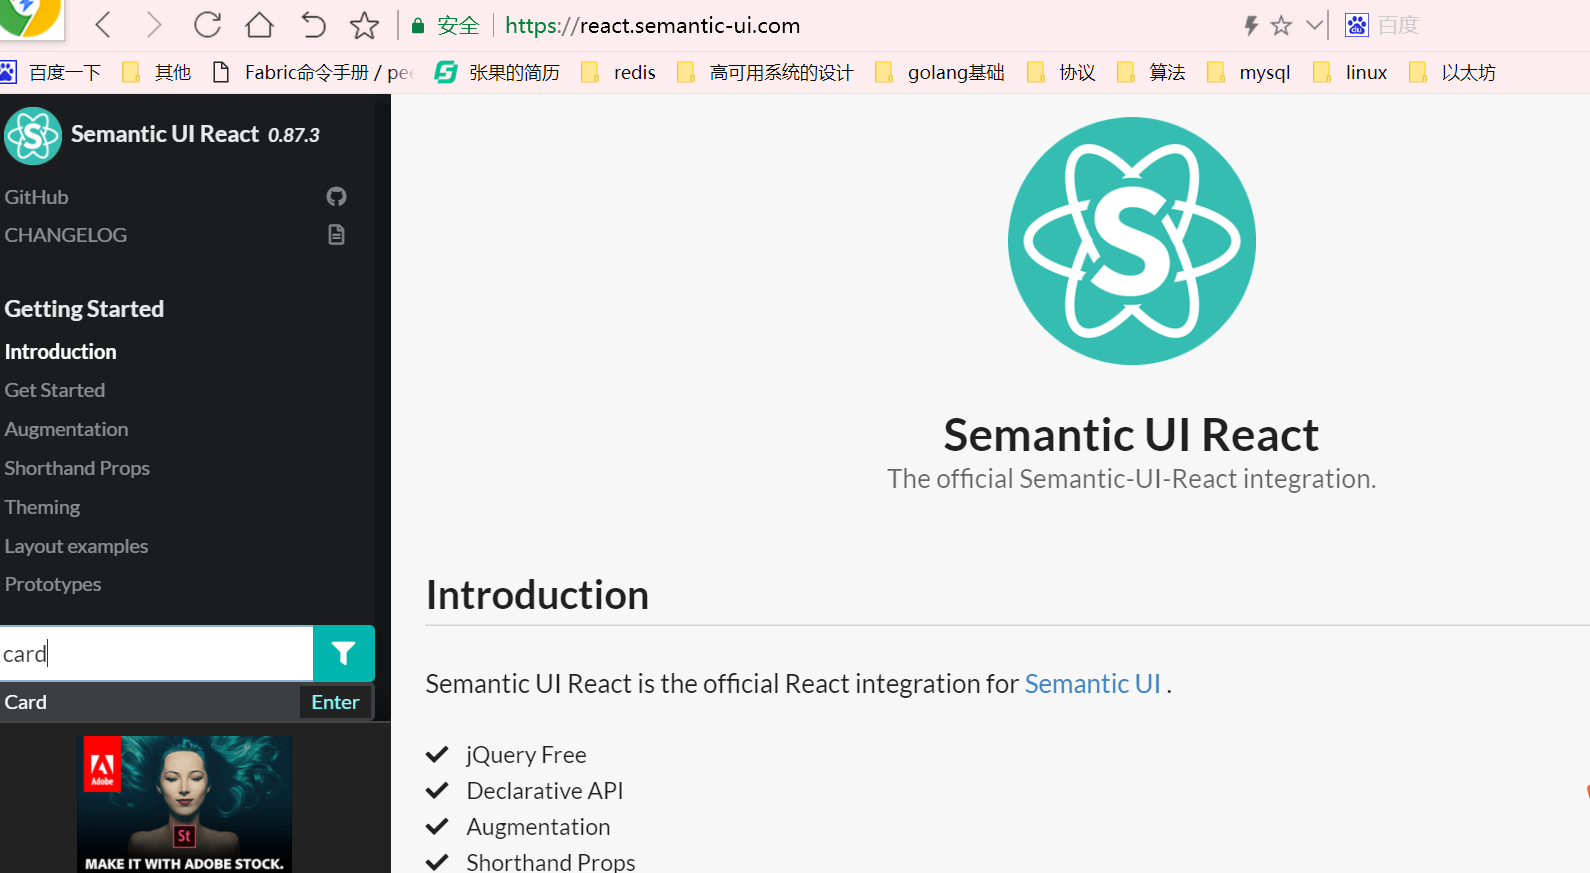 安全 https://react.semantic-ui.com 百度
百度一下 其他 Fabric命令手册 / pee 张果的简历 redis 高可用系统的设计 golang基础 协议 算法 mysql linux 以太坊
S Semantic UI React 0.87.3
GitHub
CHANGELOG
Getting Started
Introduction
Get Started
Augmentation
Shorthand Props
Theming
Layout examples
Prototypes
card
Card Enter
Adobe
St
MAKE IT WITH ADOBE STOCK.
S
Semantic UI React
The official Semantic-UI-React integration.
Introduction
Semantic UI React is the official React integration for Semantic UI .
jQuery Free
Declarative API
Augmentation
Shorthand Props